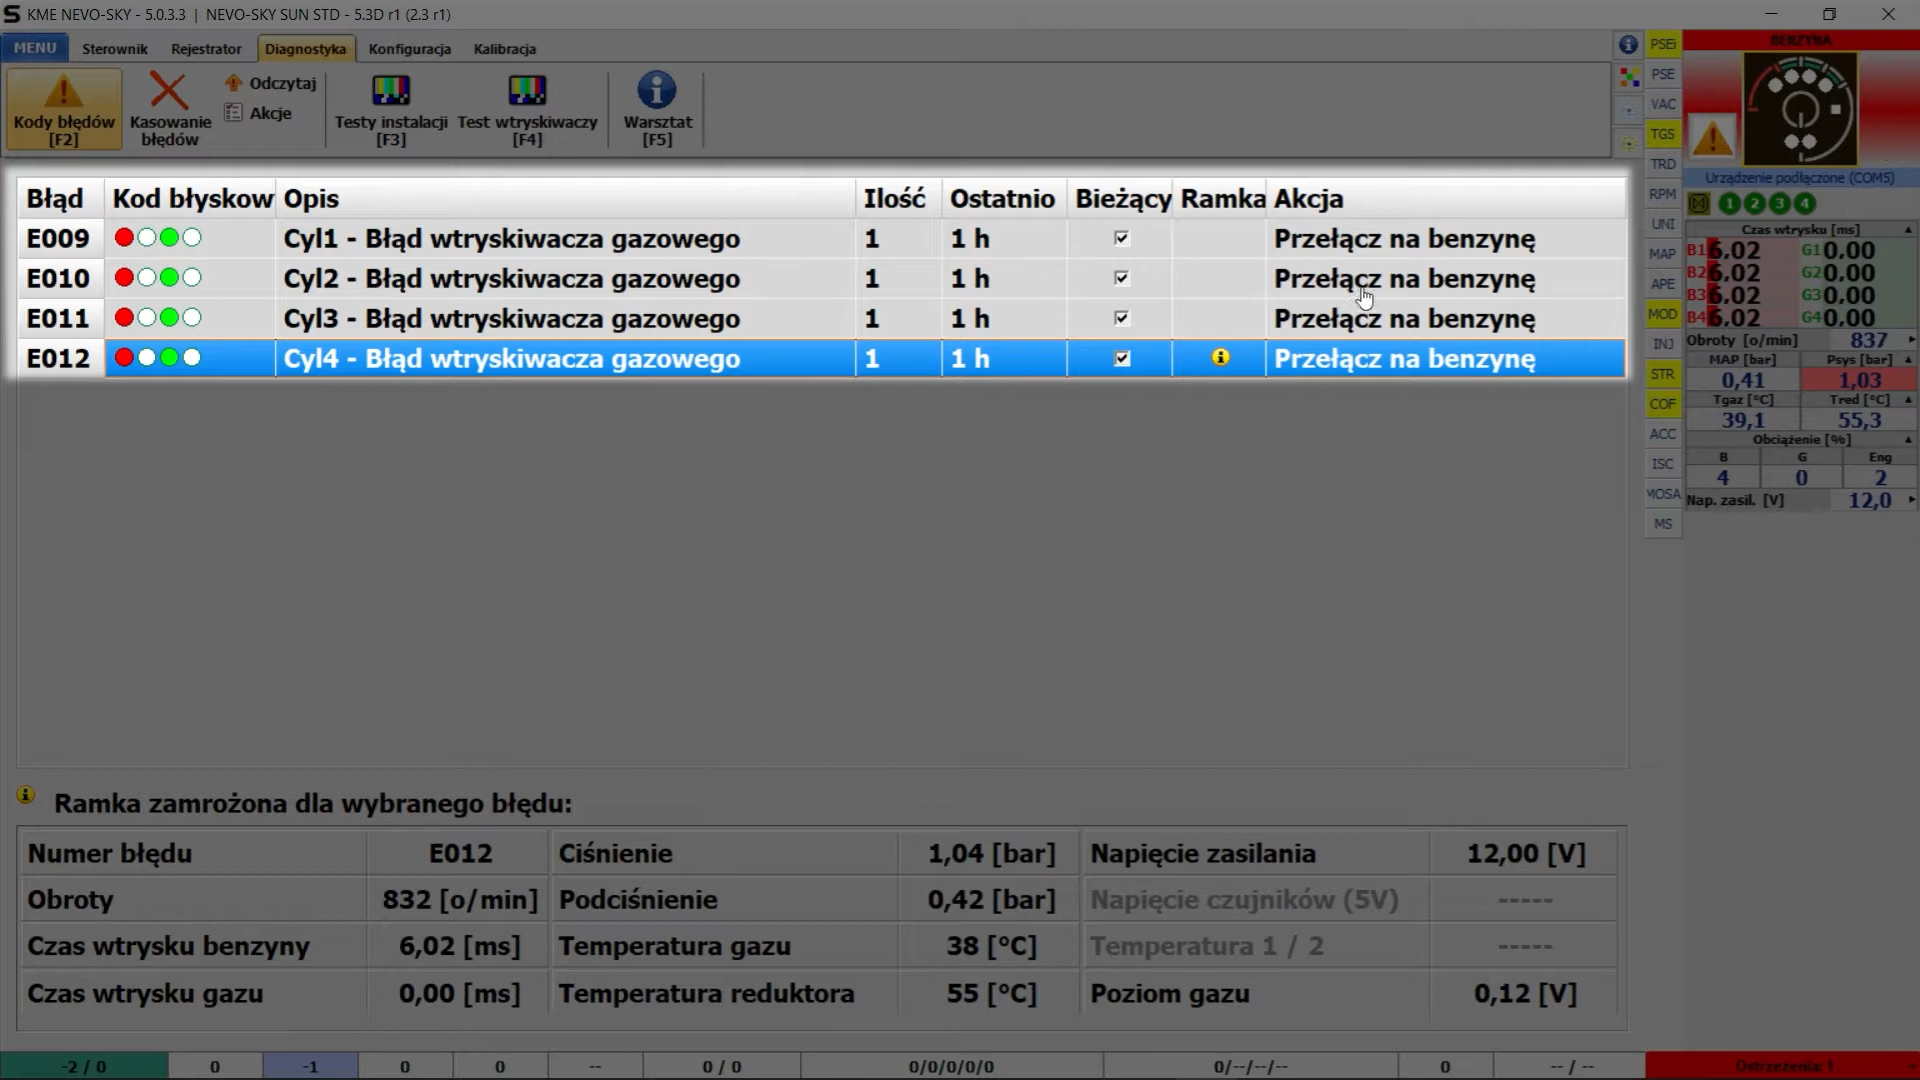 KME NEVO-SKY - 5.0.3.3 | NEVO-SKY SUN STD - 5.3D r1 (2.3 r1)
MENU Sterownik Rejestrator Diagnostyka Konfiguracja Kalibracja
Kody błędów [F2]
Kasowanie błędów
Odczytaj
Akcje
Testy instalacji [F3]
Test wtryskiwaczy [F4]
Warsztat [F5]
Błąd Kod błyskow Opis Ilość Ostatnio Bieżący Ramka Akcja
E009 Cyl1 - Błąd wtryskiwacza gazowego 1 1 h Przełącz na benzynę
E010 Cyl2 - Błąd wtryskiwacza gazowego 1 1 h Przełącz na benzynę
E011 Cyl3 - Błąd wtryskiwacza gazowego 1 1 h Przełącz na benzynę
E012 Cyl4 - Błąd wtryskiwacza gazowego 1 1 h Przełącz na benzynę
Ramka zamrożona dla wybranego błędu:
Numer błędu E012 Ciśnienie 1,04 [bar] Napięcie zasilania 12,00 [V]
Obroty 832 [o/min] Podciśnienie 0,42 [bar] Napięcie czujników (5V) -----
Czas wtrysku benzyny 6,02 [ms] Temperatura gazu 38 [°C] Temperatura 1 / 2 -----
Czas wtrysku gazu 0,00 [ms] Temperatura reduktora 55 [°C] Poziom gazu 0,12 [V]
PSEi
PSE
VAC
TGS
TRD
RPM
UNI
MAP
APE
MOD
INJ
STR
COF
ACC
ISC
MOSA
MS
BENZYNA
Urządzenie podłączone (COM5)
1 2 3 4
Czas wtrysku [ms]
B1 6.02 G1 0,00
B2 6.02 G2 0,00
B3 6.02 G3 0,00
B4 6.02 G4 0,00
Obroty [o/min] 837
MAP [bar] Psys [bar]
0,41 1,03
Tgaz [°C] Tred [°C]
39,1 55,3
Obciążenie [%]
B G Eng
4 0 2
Nap. zasil. [V] 12,0
-2 / 0 0 -1 0 0 -- 0 / 0 0/0/0/0/0 0/--/--/-- 0 -- / -- Ostrzeżenia: 1